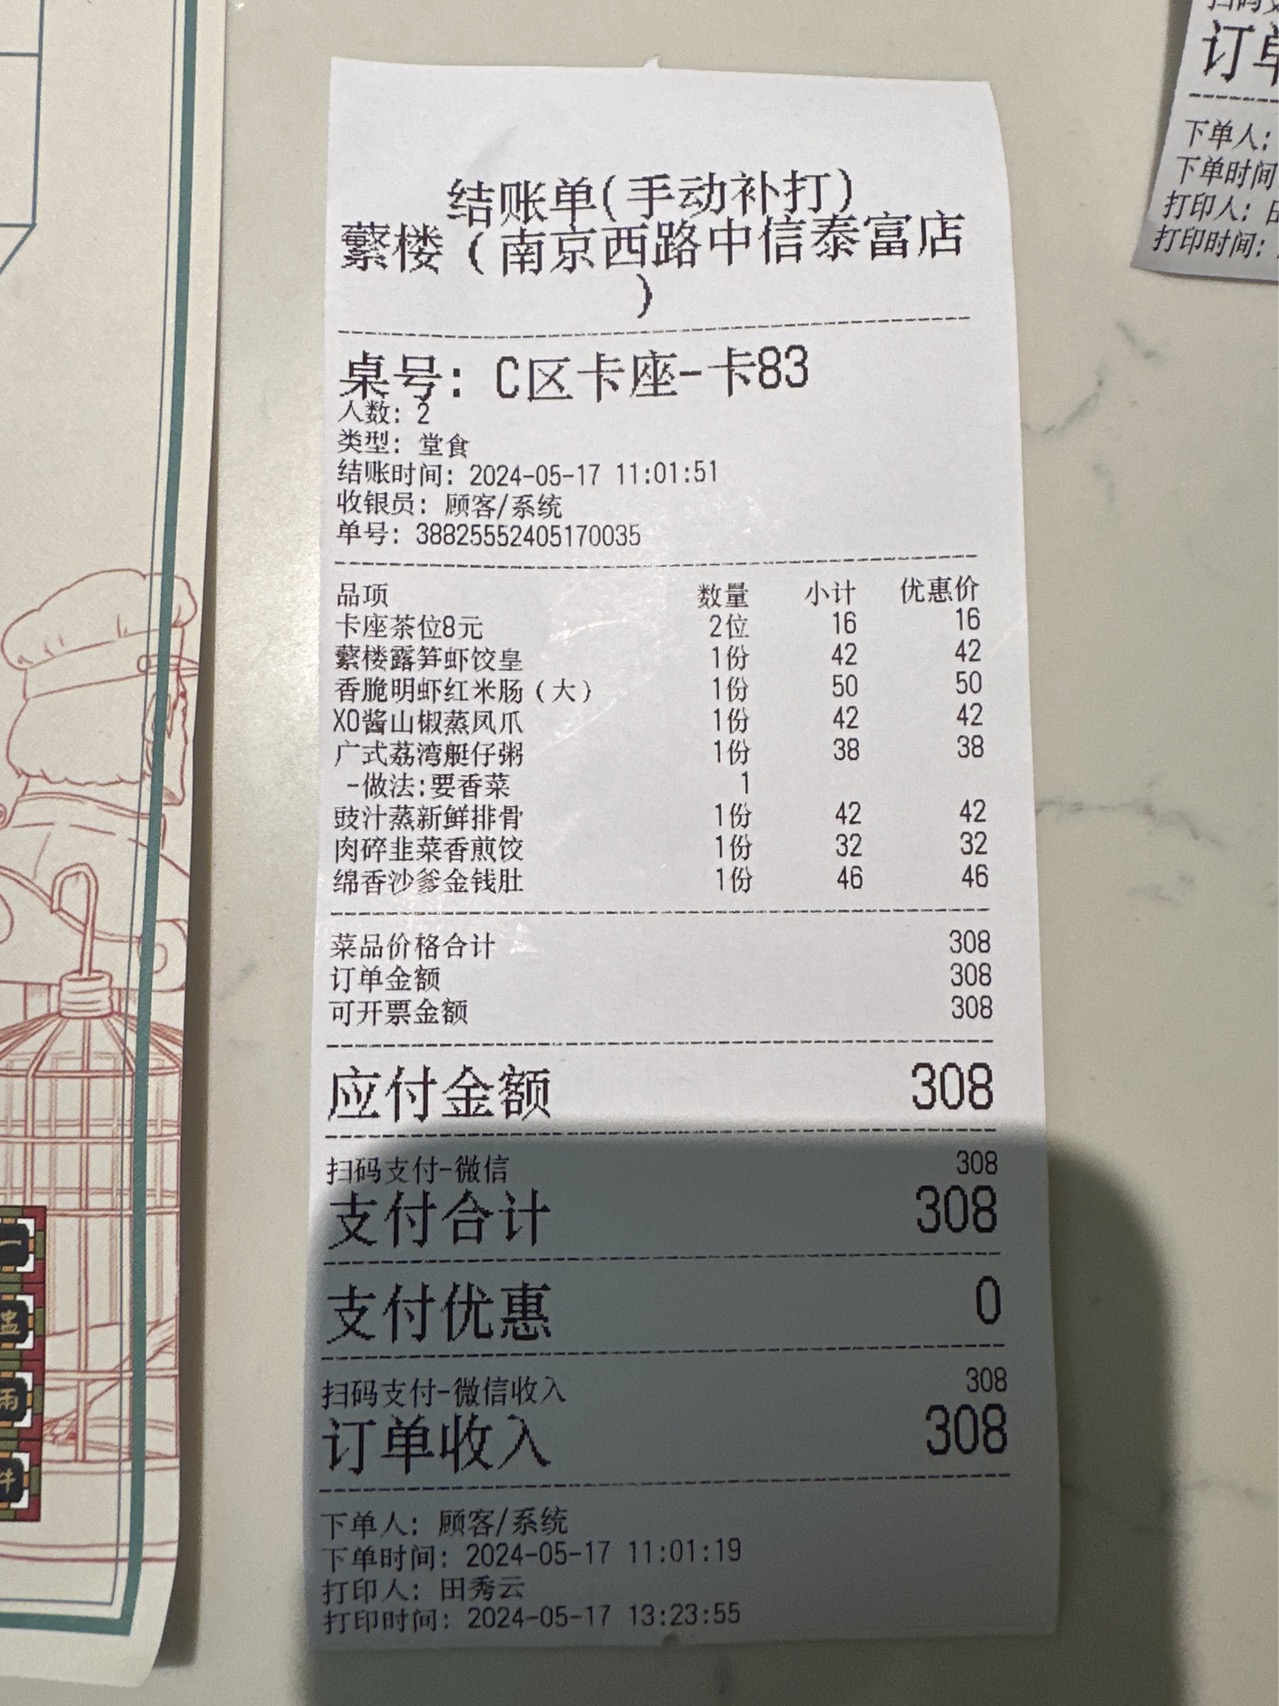 结账单(手动补打)
蘩楼（南京西路中信泰富店
）
桌号: C区卡座-卡83
人数: 2
类型: 堂食
结账时间: 2024-05-17 11:01:51
收银员: 顾客/系统
单号: 38825552405170035
品项 数量 小计 优惠价
卡座茶位8元 2位 16 16
蘩楼露笋虾饺皇 1份 42 42
香脆明虾红米肠（大） 1份 50 50
XO酱山椒蒸凤爪 1份 42 42
广式荔湾艇仔粥 1份 38 38
-做法:要香菜 1
豉汁蒸新鲜排骨 1份 42 42
肉碎韭菜香煎饺 1份 32 32
绵香沙爹金钱肚 1份 46 46
菜品价格合计 308
订单金额 308
可开票金额 308
应付金额 308
扫码支付-微信 308
支付合计 308
支付优惠 0
扫码支付-微信收入 308
订单收入 308
下单人: 顾客/系统
下单时间: 2024-05-17 11:01:19
打印人: 田秀云
打印时间: 2024-05-17 13:23:55
扫码支
订单
下单人:
下单时间
打印人: 田
打印时间: